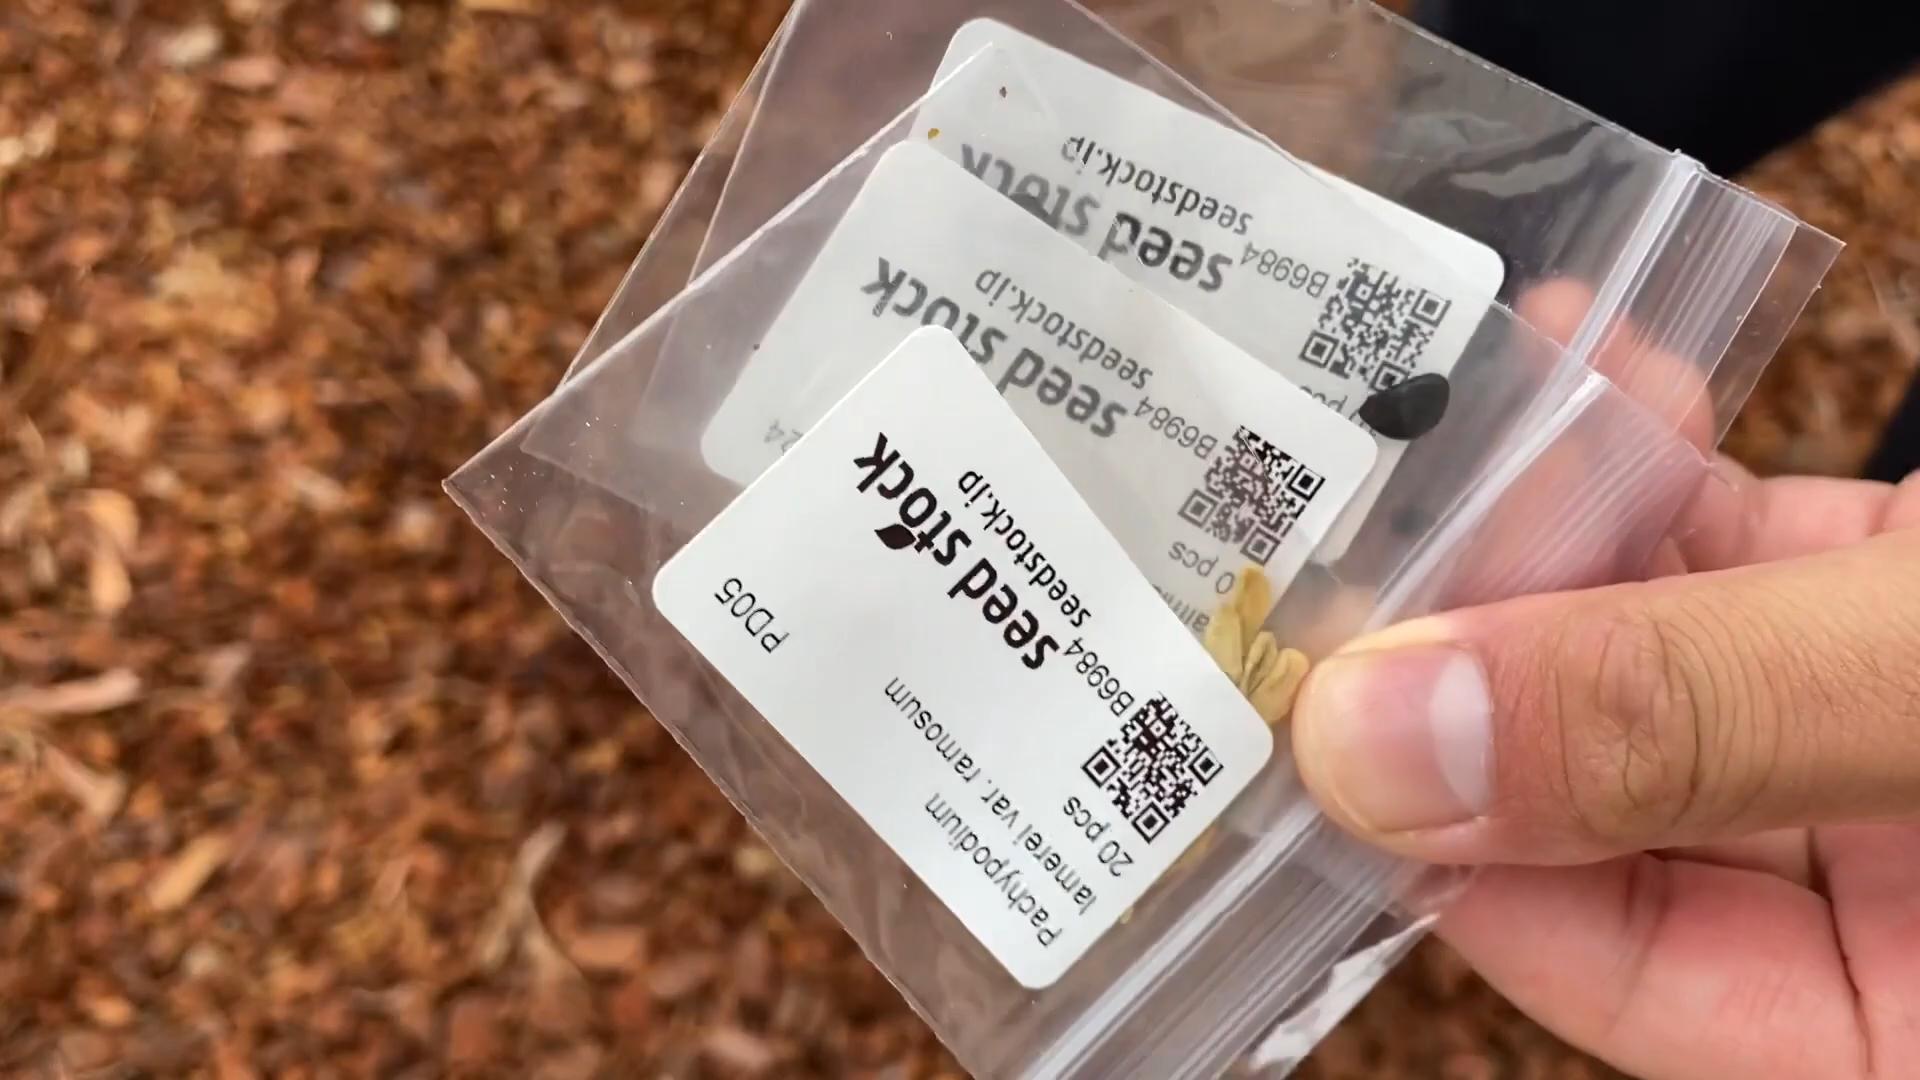 Pachypodium
lamerei var. ramosum
20 pcs
B6984
seed stock
seedstock.jp
PD05
pcs
B6984
seed stock
seedstock.jp
24
B6984
seed stock
seedstock.jp